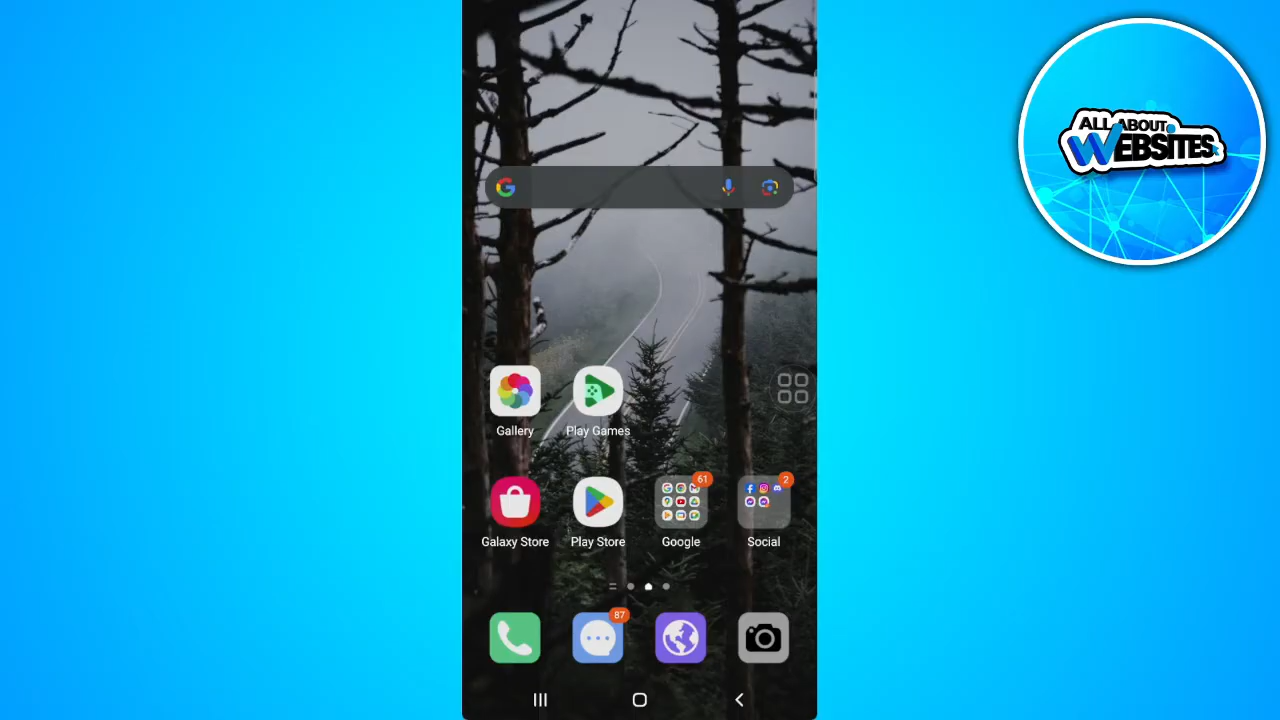 ALL ABOUT
WEBSITES
Gallery
Play Games
61
2
Galaxy Store
Play Store
Google
Social
87